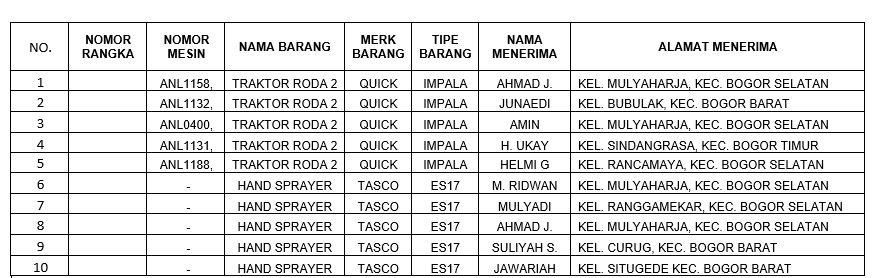 NO. NOMOR RANGKA NOMOR MESIN NAMA BARANG MERK BARANG TIPE BARANG NAMA MENERIMA ALAMAT MENERIMA
1 ANL1158, TRAKTOR RODA 2 QUICK IMPALA AHMAD J. KEL. MULYAHARJA, KEC. BOGOR SELATAN
2 ANL1132, TRAKTOR RODA 2 QUICK IMPALA JUNAEDI KEL. BUBULAK, KEC. BOGOR BARAT
3 ANL0400, TRAKTOR RODA 2 QUICK IMPALA AMIN KEL. MULYAHARJA, KEC. BOGOR SELATAN
4 ANL1131, TRAKTOR RODA 2 QUICK IMPALA H. UKAY KEL. SINDANGRASA, KEC. BOGOR TIMUR
5 ANL1188, TRAKTOR RODA 2 QUICK IMPALA HELMI G KEL. RANCAMAYA, KEC. BOGOR SELATAN
6 - HAND SPRAYER TASCO ES17 M. RIDWAN KEL. MULYAHARJA, KEC. BOGOR SELATAN
7 - HAND SPRAYER TASCO ES17 MULYADI KEL. RANGGAMEKAR, KEC. BOGOR SELATAN
8 - HAND SPRAYER TASCO ES17 AHMAD J. KEL. MULYAHARJA, KEC. BOGOR SELATAN
9 - HAND SPRAYER TASCO ES17 SULIYAH S. KEL. CURUG, KEC. BOGOR BARAT
10 - HAND SPRAYER TASCO ES17 JAWARIAH KEL. SITUGEDE KEC. BOGOR BARAT